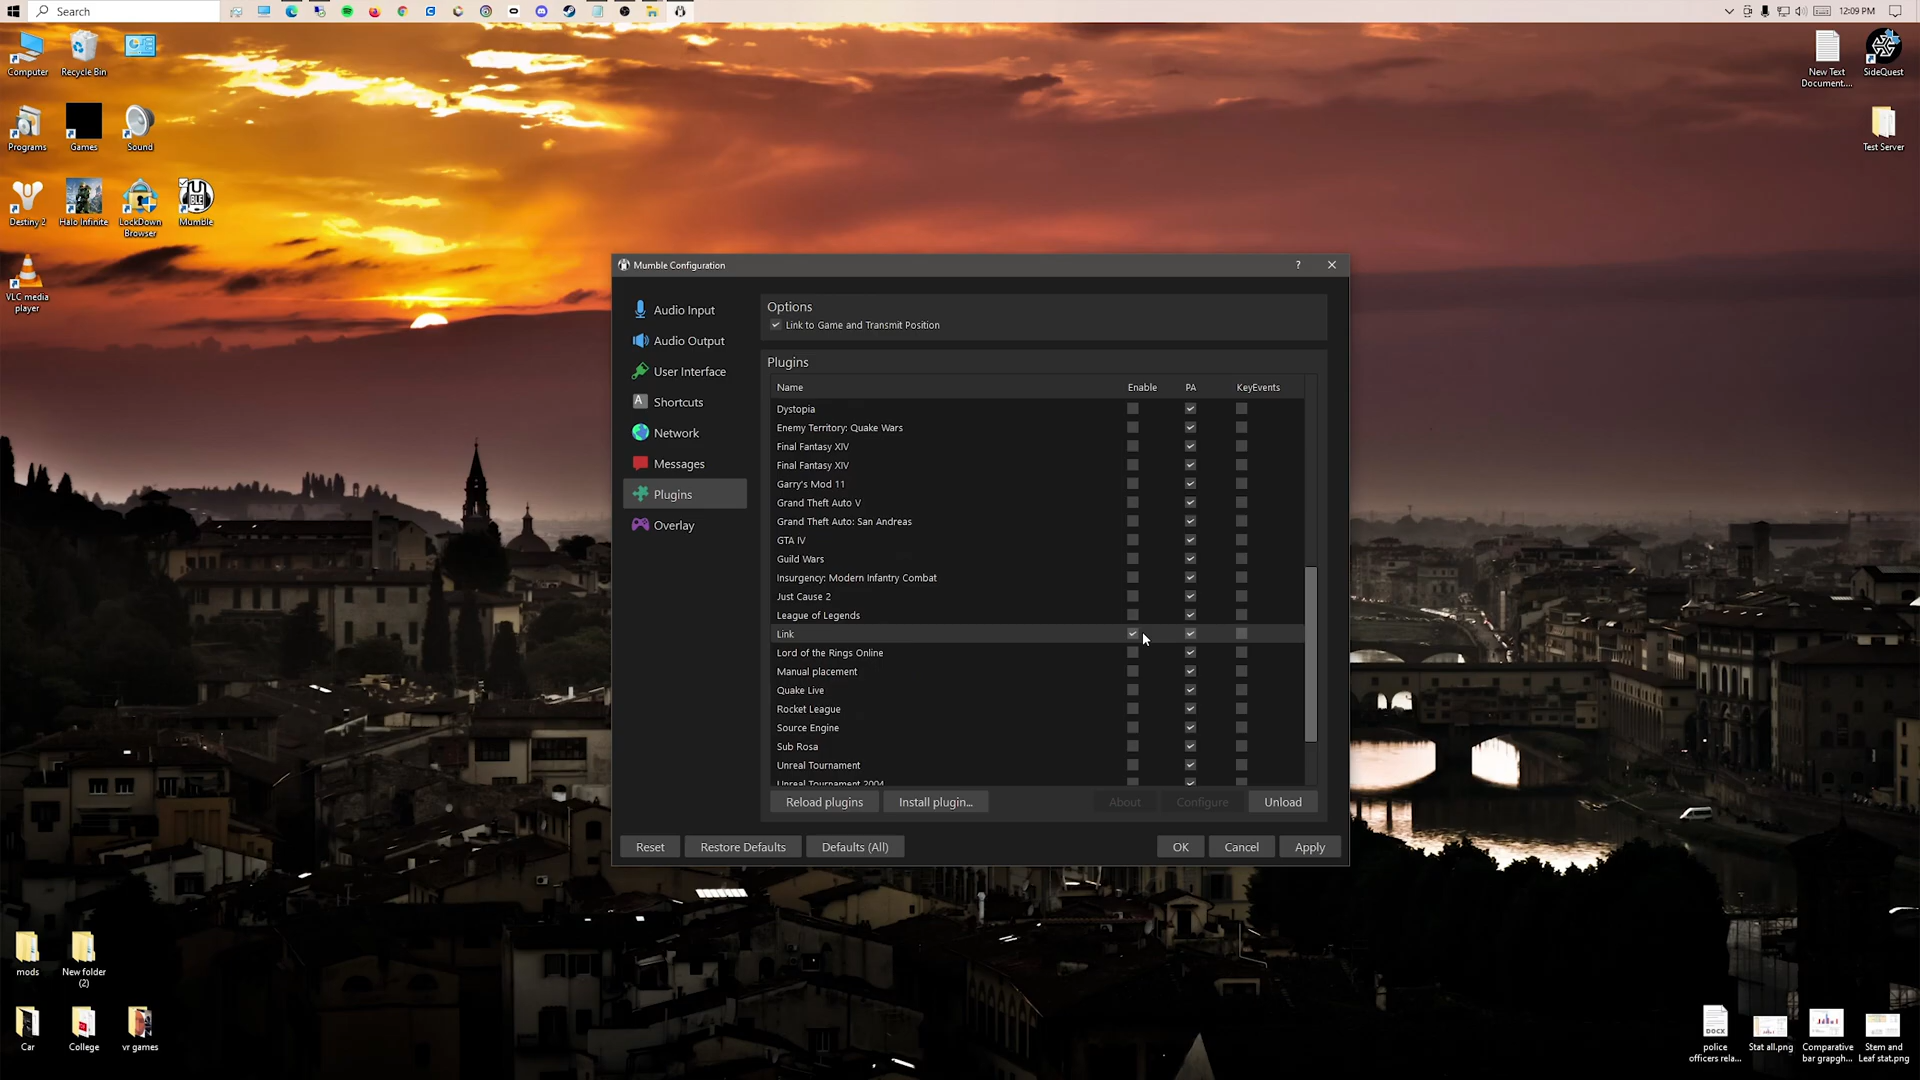 Search
12:09 PM
Computer
Recycle Bin
New Text
Document....
SideQuest
Programs
Games
Sound
Test Server
Destiny 2
Halo Infinite
LockDown
Browser
Mumble
VLC media
player
Mumble Configuration
?
Audio Input
Audio Output
User Interface
Shortcuts
Network
Messages
Plugins
Overlay
Options
Link to Game and Transmit Position
Plugins
Name Enable PA KeyEvents
Dystopia
Enemy Territory: Quake Wars
Final Fantasy XIV
Final Fantasy XIV
Garry's Mod 11
Grand Theft Auto V
Grand Theft Auto: San Andreas
GTA IV
Guild Wars
Insurgency: Modern Infantry Combat
Just Cause 2
League of Legends
Link
Lord of the Rings Online
Manual placement
Quake Live
Rocket League
Source Engine
Sub Rosa
Unreal Tournament
Unreal Tournament 2004
Reload plugins Install plugin... About Configure Unload
Reset Restore Defaults Defaults (All) OK Cancel Apply
mods
New folder
(2)
Car
College
vr games
DOCX
police
officers rela...
Stat all.png
Comparative
bar grapgh...
Stem and
Leaf stat.png